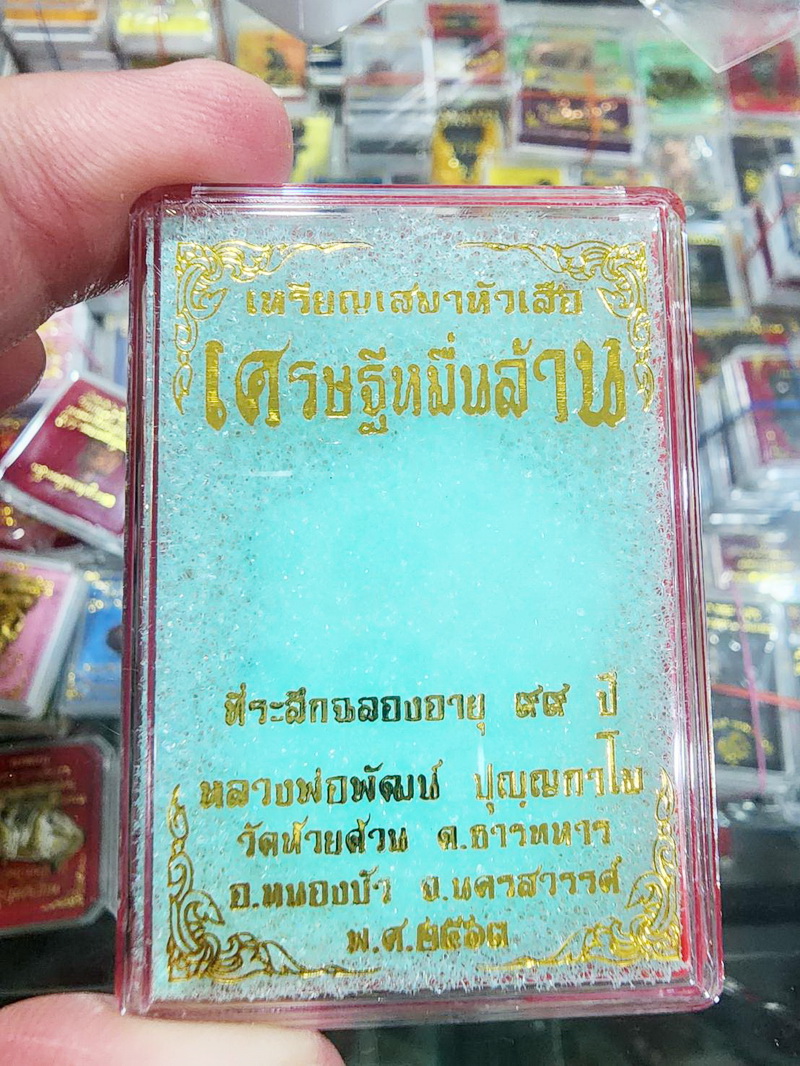 เหรียญเสมาหัวเสือ
เศรษฐีหมื่นล้าน
ที่ระลึกฉลองอายุ ๙๙ ปี
หลวงพ่อพัฒน์ ปุญญกาโม
วัดห้วยด้วน ต.ธารทหาร
อ.หนองบัว จ.นครสวรรค์
พ.ศ.๒๕๖๓